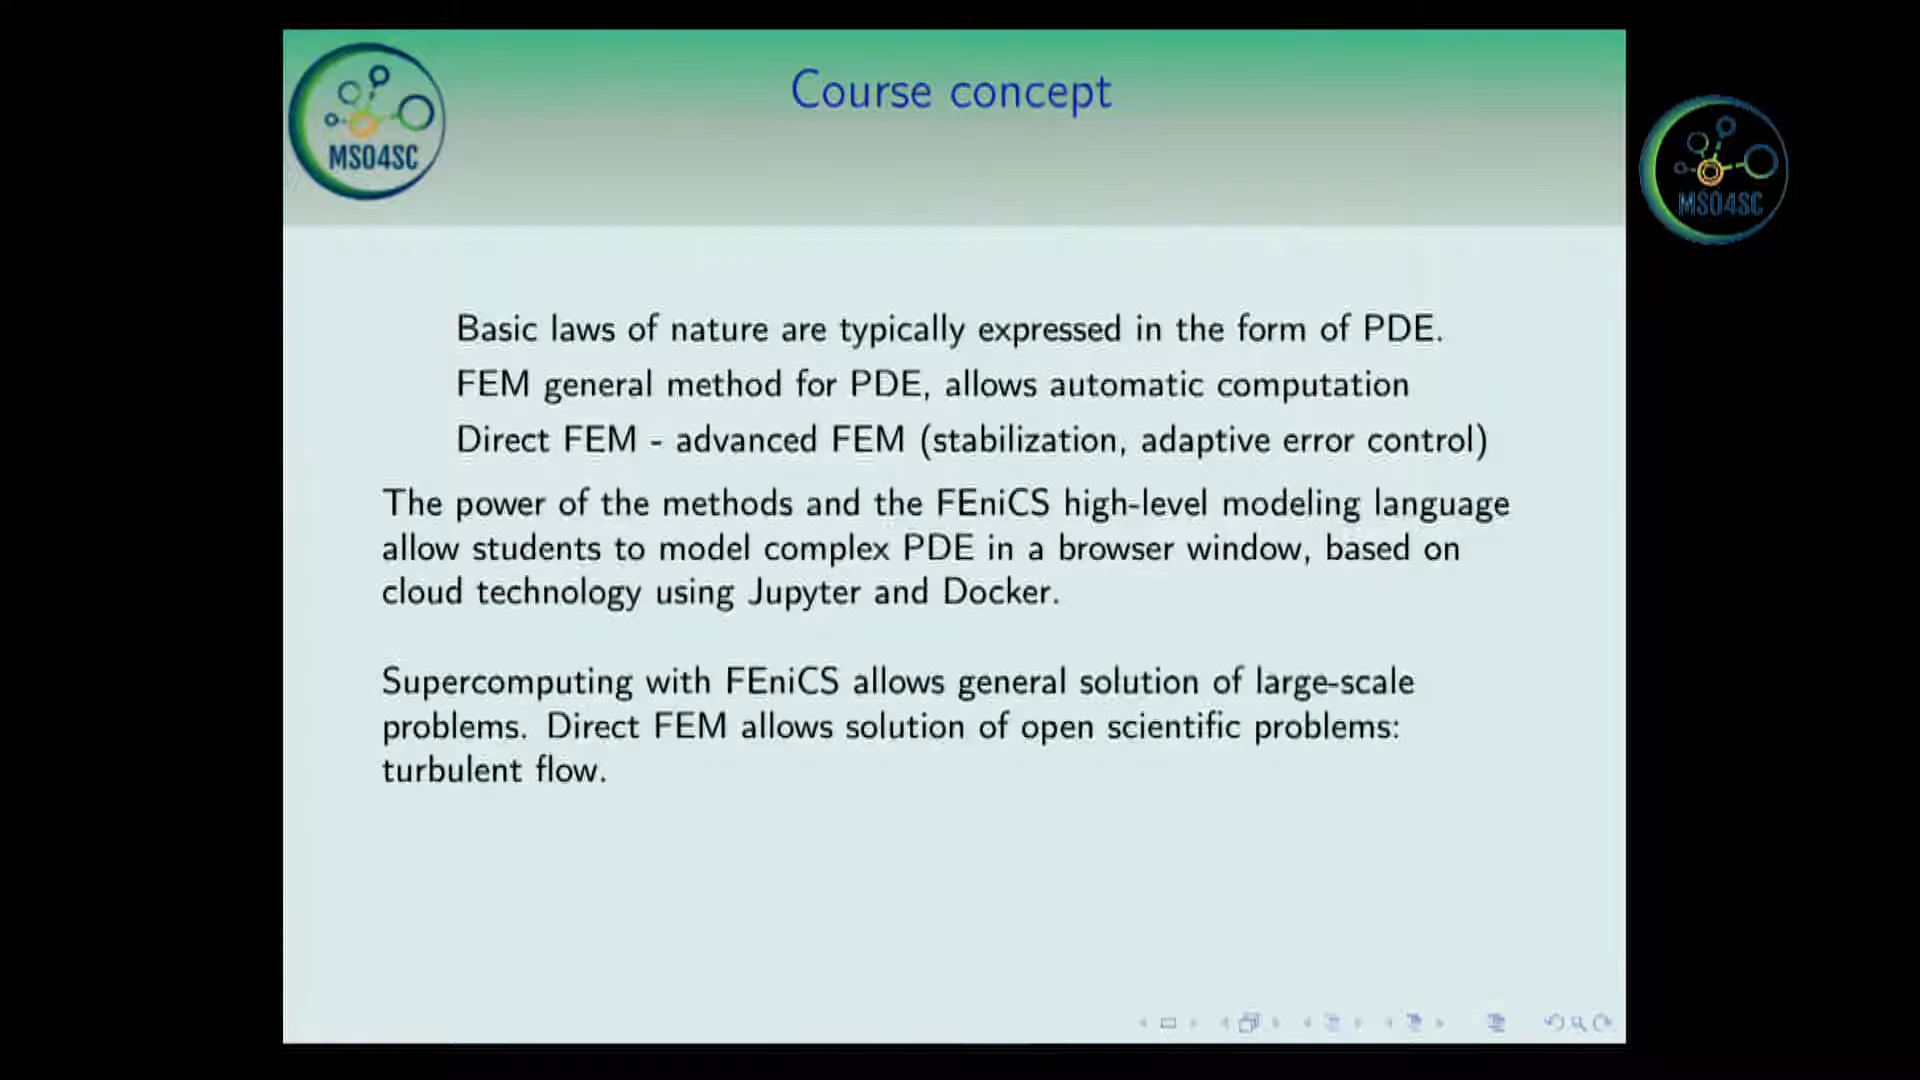 Course concept
MSO4SC
MSO4SC
Basic laws of nature are typically expressed in the form of PDE.
FEM general method for PDE, allows automatic computation
Direct FEM - advanced FEM (stabilization, adaptive error control)
The power of the methods and the FEniCS high-level modeling language
allow students to model complex PDE in a browser window, based on
cloud technology using Jupyter and Docker.
Supercomputing with FEniCS allows general solution of large-scale
problems. Direct FEM allows solution of open scientific problems:
turbulent flow.